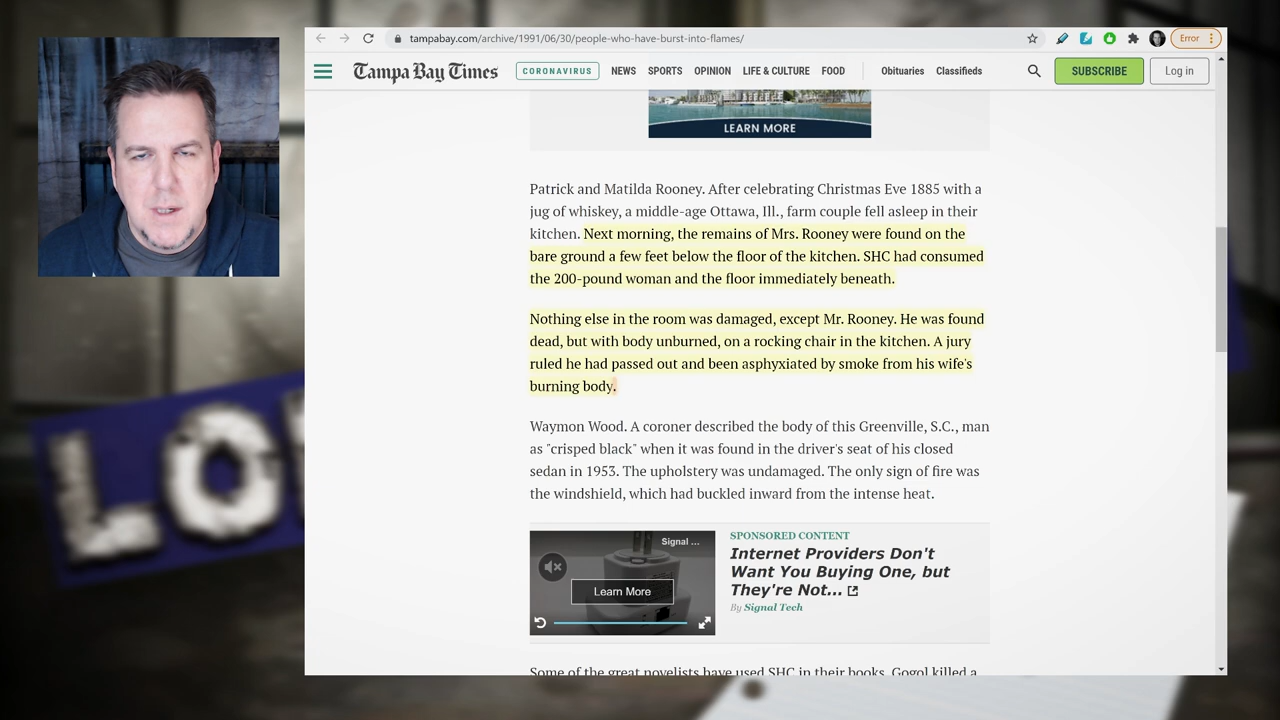 tampabay.com/archive/1991/06/30/people-who-have-burst-into-flames/
Error
Tampa Bay Times
CORONAVIRUS
NEWS
SPORTS
OPINION
LIFE & CULTURE
FOOD
Obituaries
Classifieds
SUBSCRIBE
Log in
LEARN MORE
Patrick and Matilda Rooney. After celebrating Christmas Eve 1885 with a
jug of whiskey, a middle-age Ottawa, Ill., farm couple fell asleep in their
kitchen. Next morning, the remains of Mrs. Rooney were found on the
bare ground a few feet below the floor of the kitchen. SHC had consumed
the 200-pound woman and the floor immediately beneath.
Nothing else in the room was damaged, except Mr. Rooney. He was found
dead, but with body unburned, on a rocking chair in the kitchen. A jury
ruled he had passed out and been asphyxiated by smoke from his wife's
burning body.
Waymon Wood. A coroner described the body of this Greenville, S.C., man
as "crisped black" when it was found in the driver's seat of his closed
sedan in 1953. The upholstery was undamaged. The only sign of fire was
the windshield, which had buckled inward from the intense heat.
Signal ...
Learn More
SPONSORED CONTENT
Internet Providers Don't
Want You Buying One, but
They're Not...
By Signal Tech
Some of the great novelists have used SHC in their books. Gogol killed a
LO